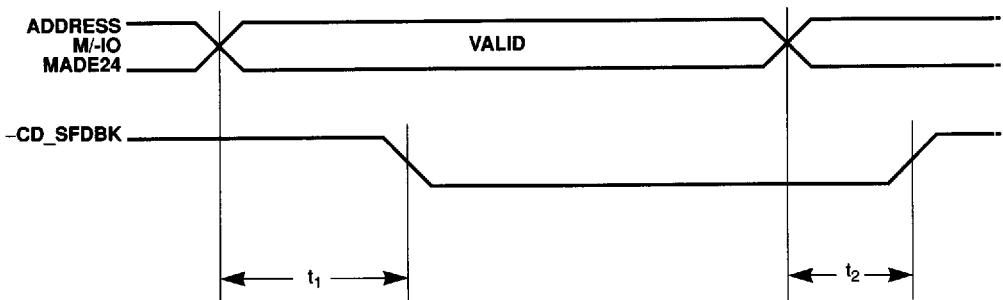 ADDRESS
M/-IO
MADE24
VALID
-CD_SFDBK
t1
t2